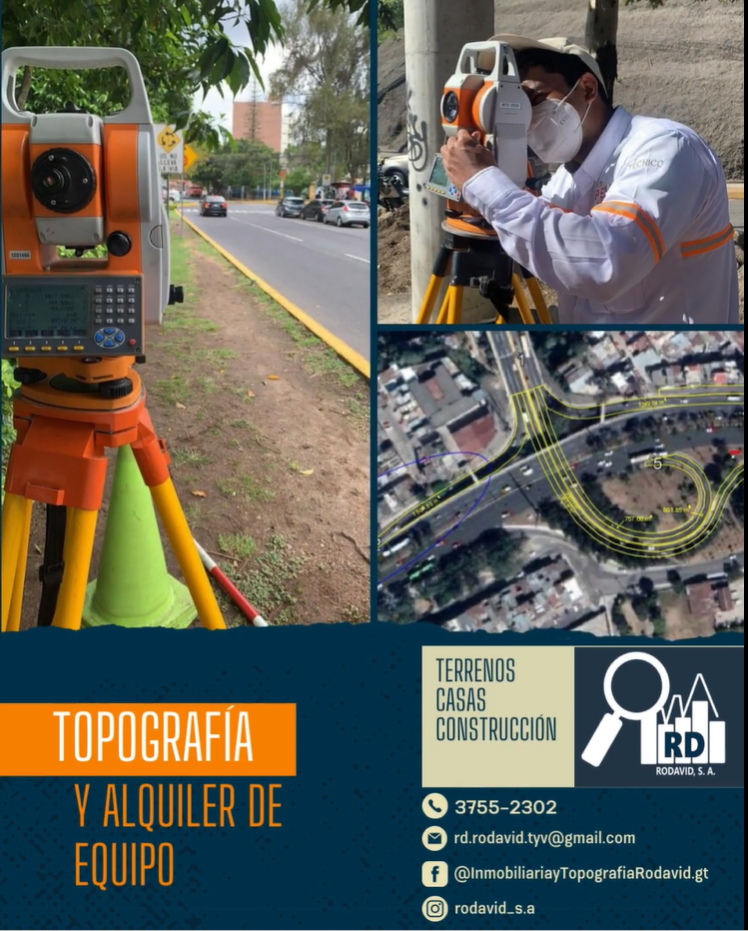 TÉCNICO
TOPOGRAFÍA
Y ALQUILER DE
EQUIPO
TERRENOS
CASAS
CONSTRUCCIÓN
RD
RODAVID, S. A.
3755-2302
rd.rodavid.tyv@gmail.com
@InmobiliariayTopografiaRodavid.gt
rodavid_s.a